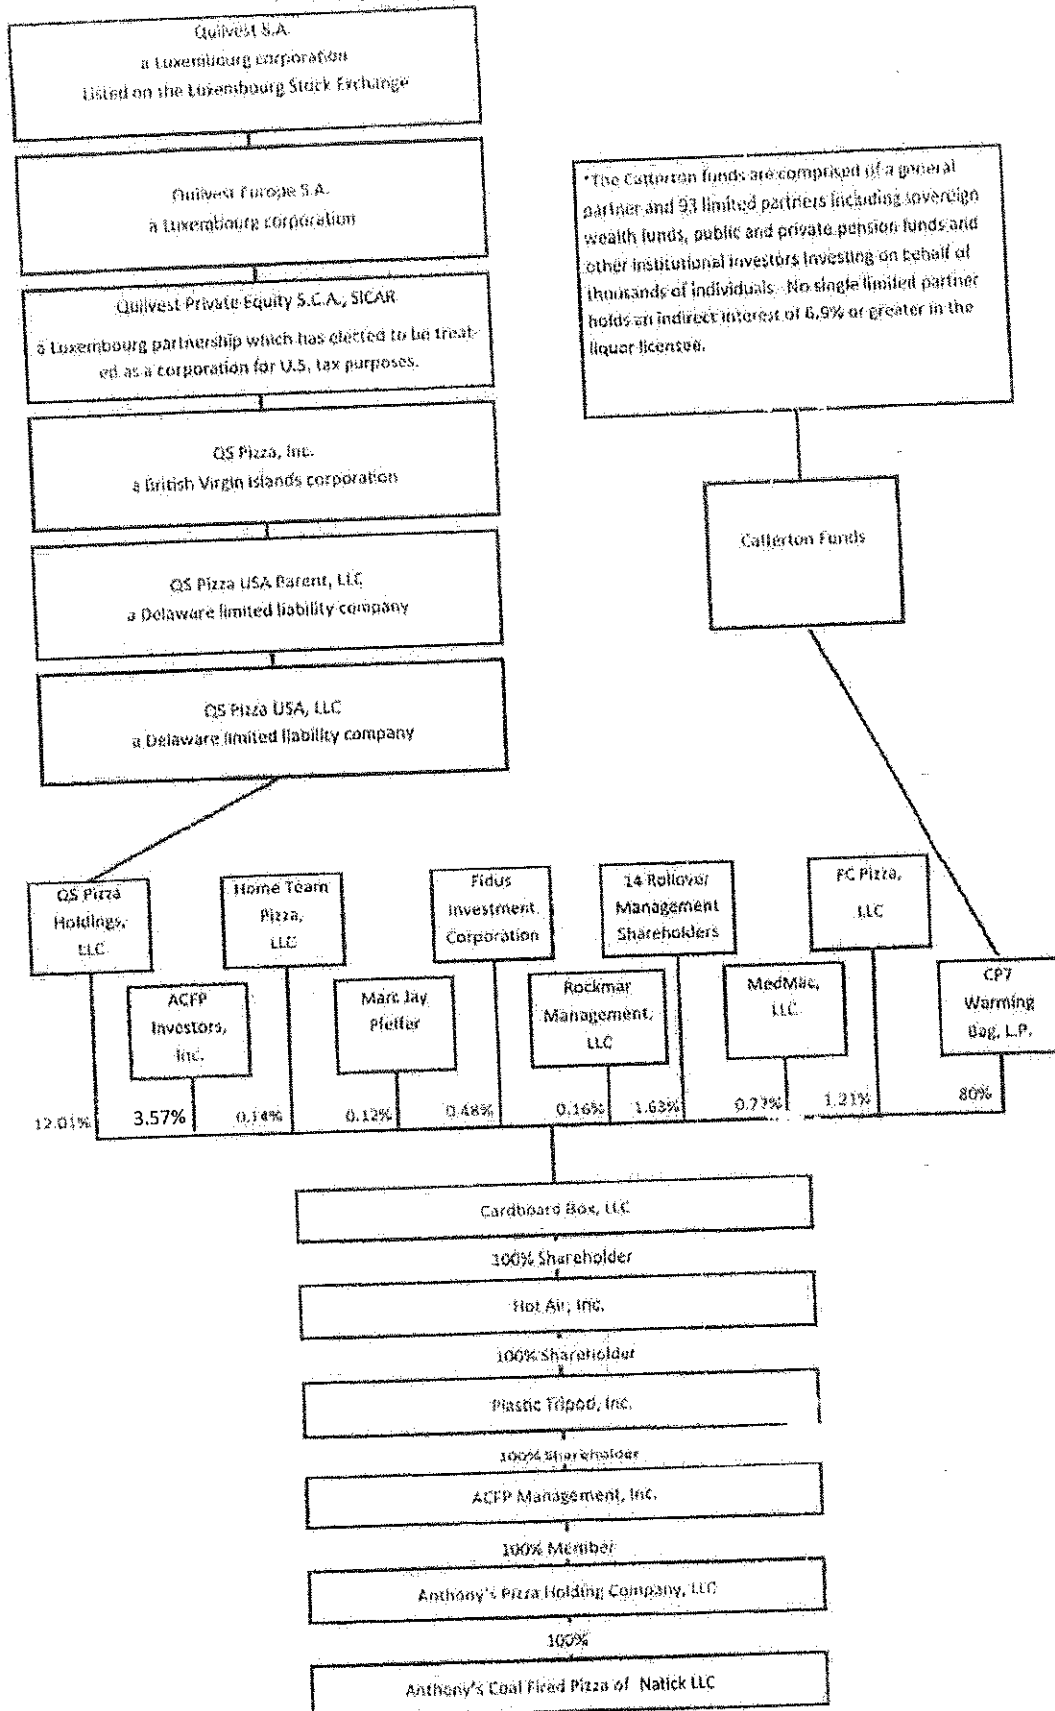 Quilvest S.A.
a Luxembourg corporation
Listed on the Luxembourg Stock Exchange
Quilvest Europe S.A.
a Luxembourg corporation
Quilvest Private Equity S.C.A., SICAR
a Luxembourg partnership which has elected to be treat-
ed as a corporation for U.S. tax purposes.
QS Pizza, Inc.
a British Virgin Islands corporation
QS Pizza USA Parent, LLC
a Delaware limited liability company
QS Pizza USA, LLC
a Delaware limited liability company
*The Catterton funds are comprised of a general
partner and 93 limited partners including sovereign
wealth funds, public and private pension funds and
other institutional investors investing on behalf of
thousands of individuals. No single limited partner
holds an indirect interest of 6.9% or greater in the
liquor licensee.
Catterton Funds
QS Pizza
Holdings,
LLC
Home Team
Pizza,
LLC
Fidus
Investment
Corporation
14 Rollover
Management
Shareholders
FC Pizza,
LLC
ACFP
Investors,
Inc.
Marc Jay
Pfeffer
Rockmar
Management,
LLC
MedMac,
LLC
CP7
Warming
Bag, L.P.
12.01% 3.57% 0.14% 0.12% 0.48% 0.16% 1.63% 1.21% 80%
Cardboard Box, LLC
100% Shareholder
Hot Air, Inc.
100% Shareholder
Plastic Tripod, Inc.
100% Shareholder
ACFP Management, Inc.
100% Member
Anthony's Pizza Holding Company, LLC
100%
Anthony's Coal Fired Pizza of Natick LLC